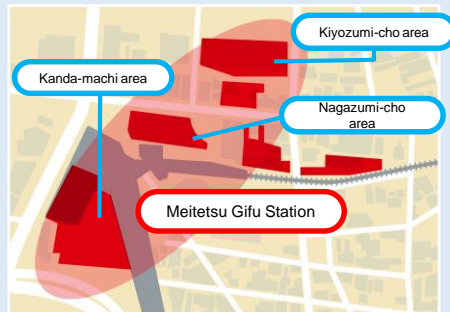 Kiyozumi-cho area
Kanda-machi area
Nagazumi-cho
area
Meitetsu Gifu Station